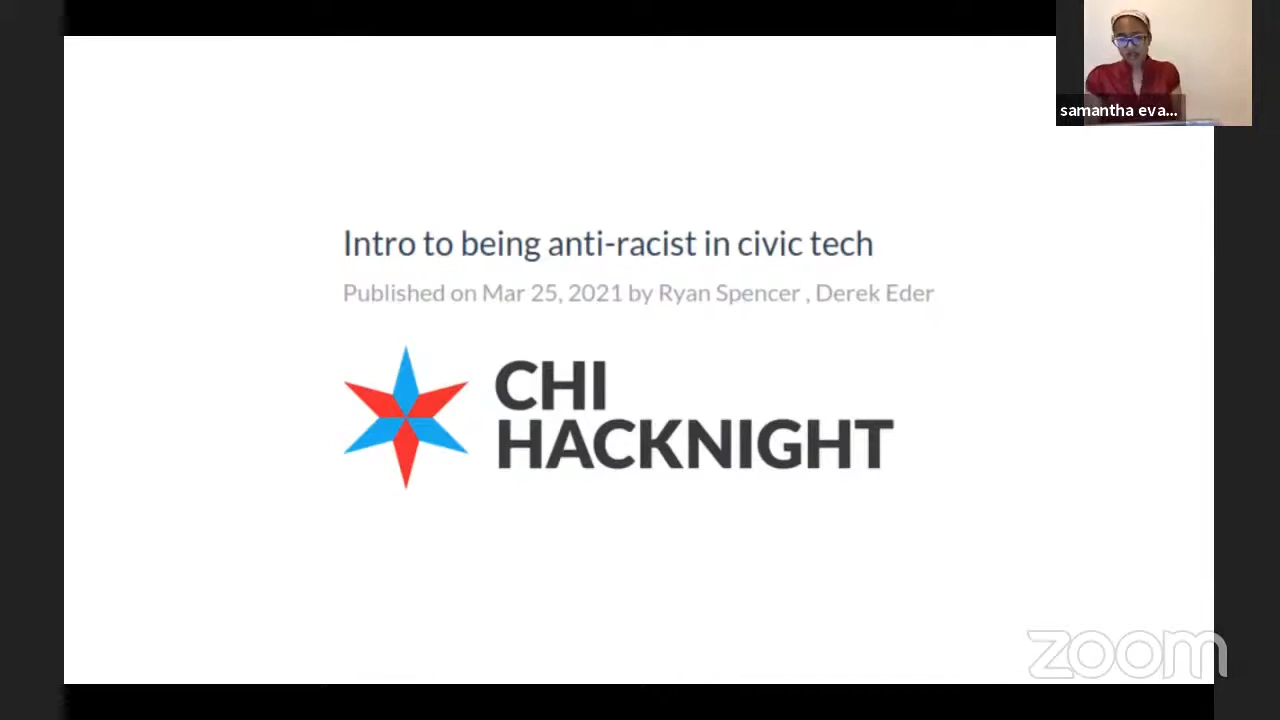 samantha eva...
Intro to being anti-racist in civic tech
Published on Mar 25, 2021 by Ryan Spencer , Derek Eder
CHI
HACKNIGHT
zoom